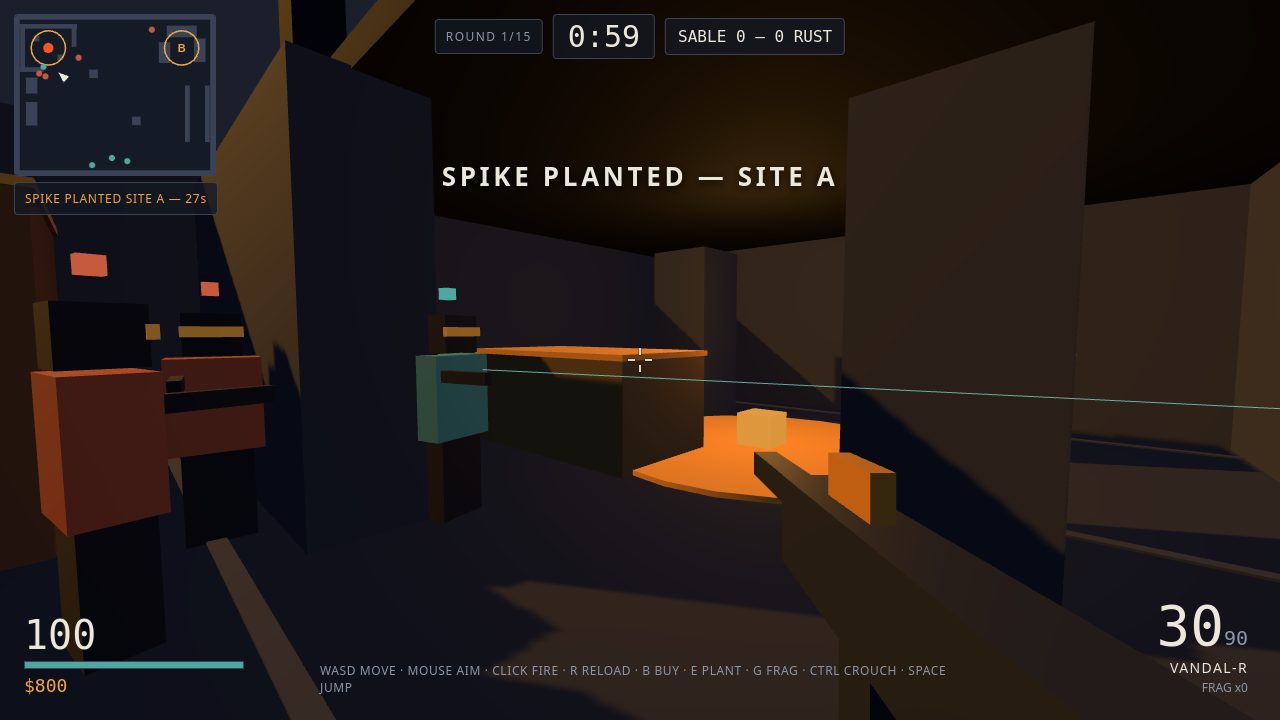 ROUND 1/15
0:59
SABLE 0 — 0 RUST
B
SPIKE PLANTED — SITE A
SPIKE PLANTED SITE A — 27s
100
$800
WASD MOVE · MOUSE AIM · CLICK FIRE · R RELOAD · B BUY · E PLANT · G FRAG · CTRL CROUCH · SPACE
JUMP
30 90
VANDAL-R
FRAG x0